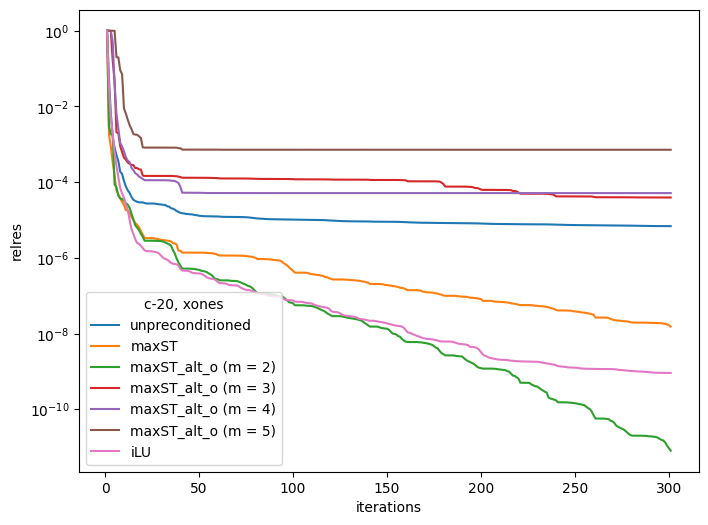 10⁰
10⁻²
10⁻⁴
10⁻⁶
10⁻⁸
10⁻¹⁰
relres
c-20, xones
unpreconditioned
maxST
maxST_alt_o (m = 2)
maxST_alt_o (m = 3)
maxST_alt_o (m = 4)
maxST_alt_o (m = 5)
iLU
0 50 100 150 200 250 300
iterations